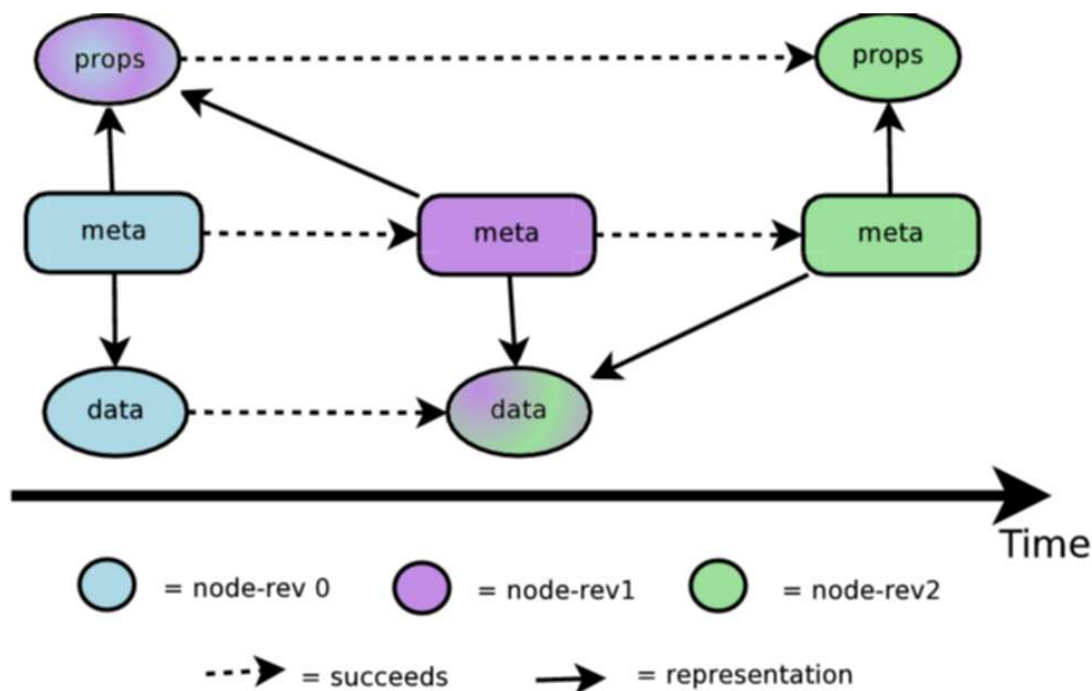 props
props
meta
meta
meta
data
data
Time
= node-rev 0
= node-rev1
= node-rev2
= succeeds
= representation